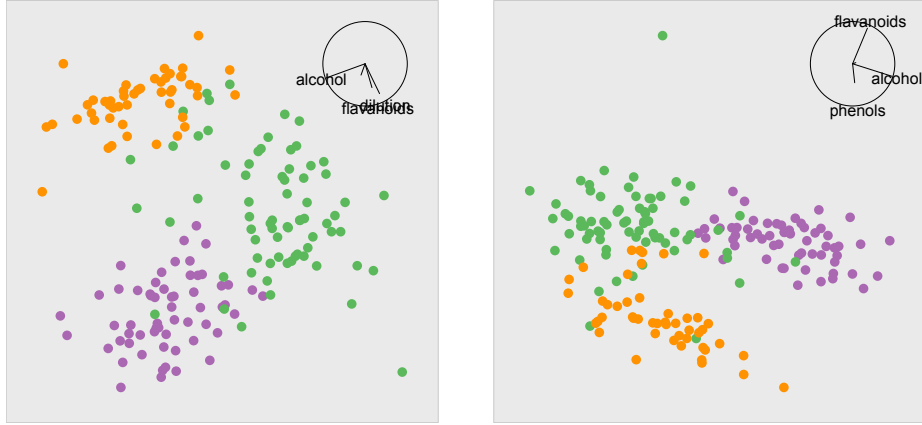 alcohol
dilution
flavanoids
flavanoids
alcohol
phenols